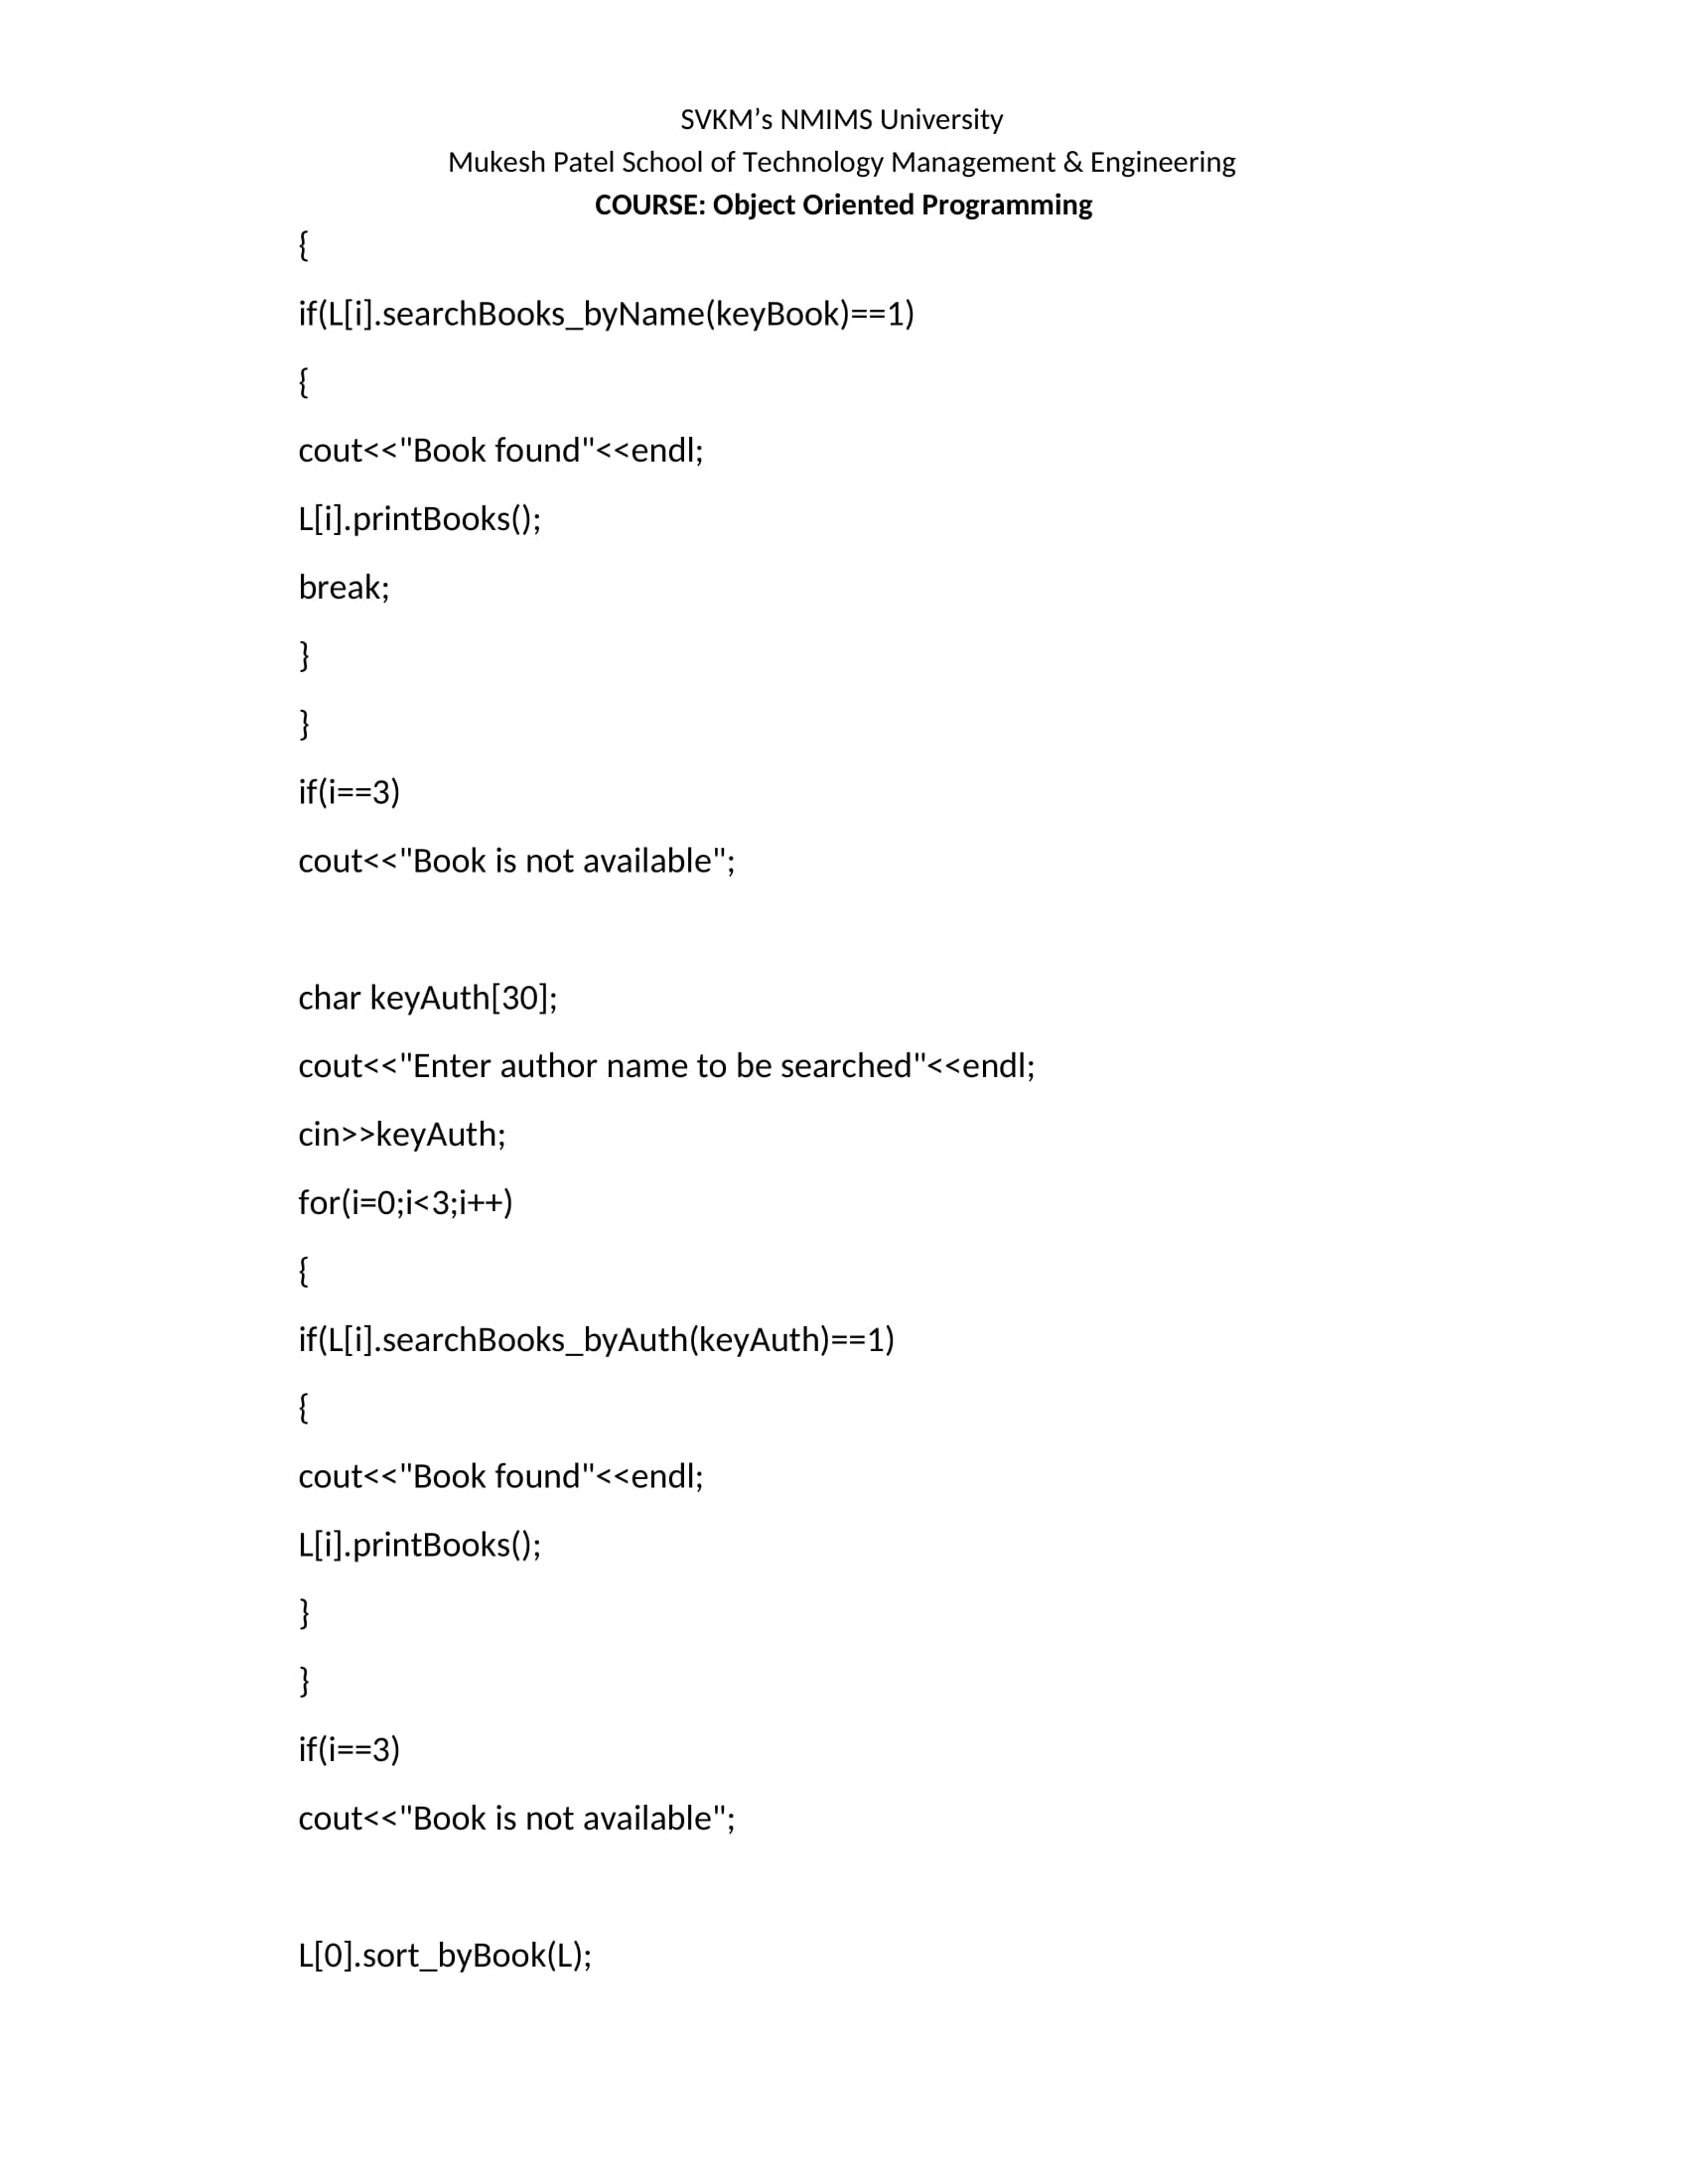 SVKM’s NMIMS University
Mukesh Patel School of Technology Management & Engineering
COURSE: Object Oriented Programming
{
if(L[i].searchBooks_byName(keyBook)==1)
{
cout<<"Book found"<<endl;
L[i].printBooks();
break;
}
}
if(i==3)
cout<<"Book is not available";
char keyAuth[30];
cout<<"Enter author name to be searched"<<endl;
cin>>keyAuth;
for(i=0;i<3;i++)
{
if(L[i].searchBooks_byAuth(keyAuth)==1)
{
cout<<"Book found"<<endl;
L[i].printBooks();
}
}
if(i==3)
cout<<"Book is not available";
L[0].sort_byBook(L);